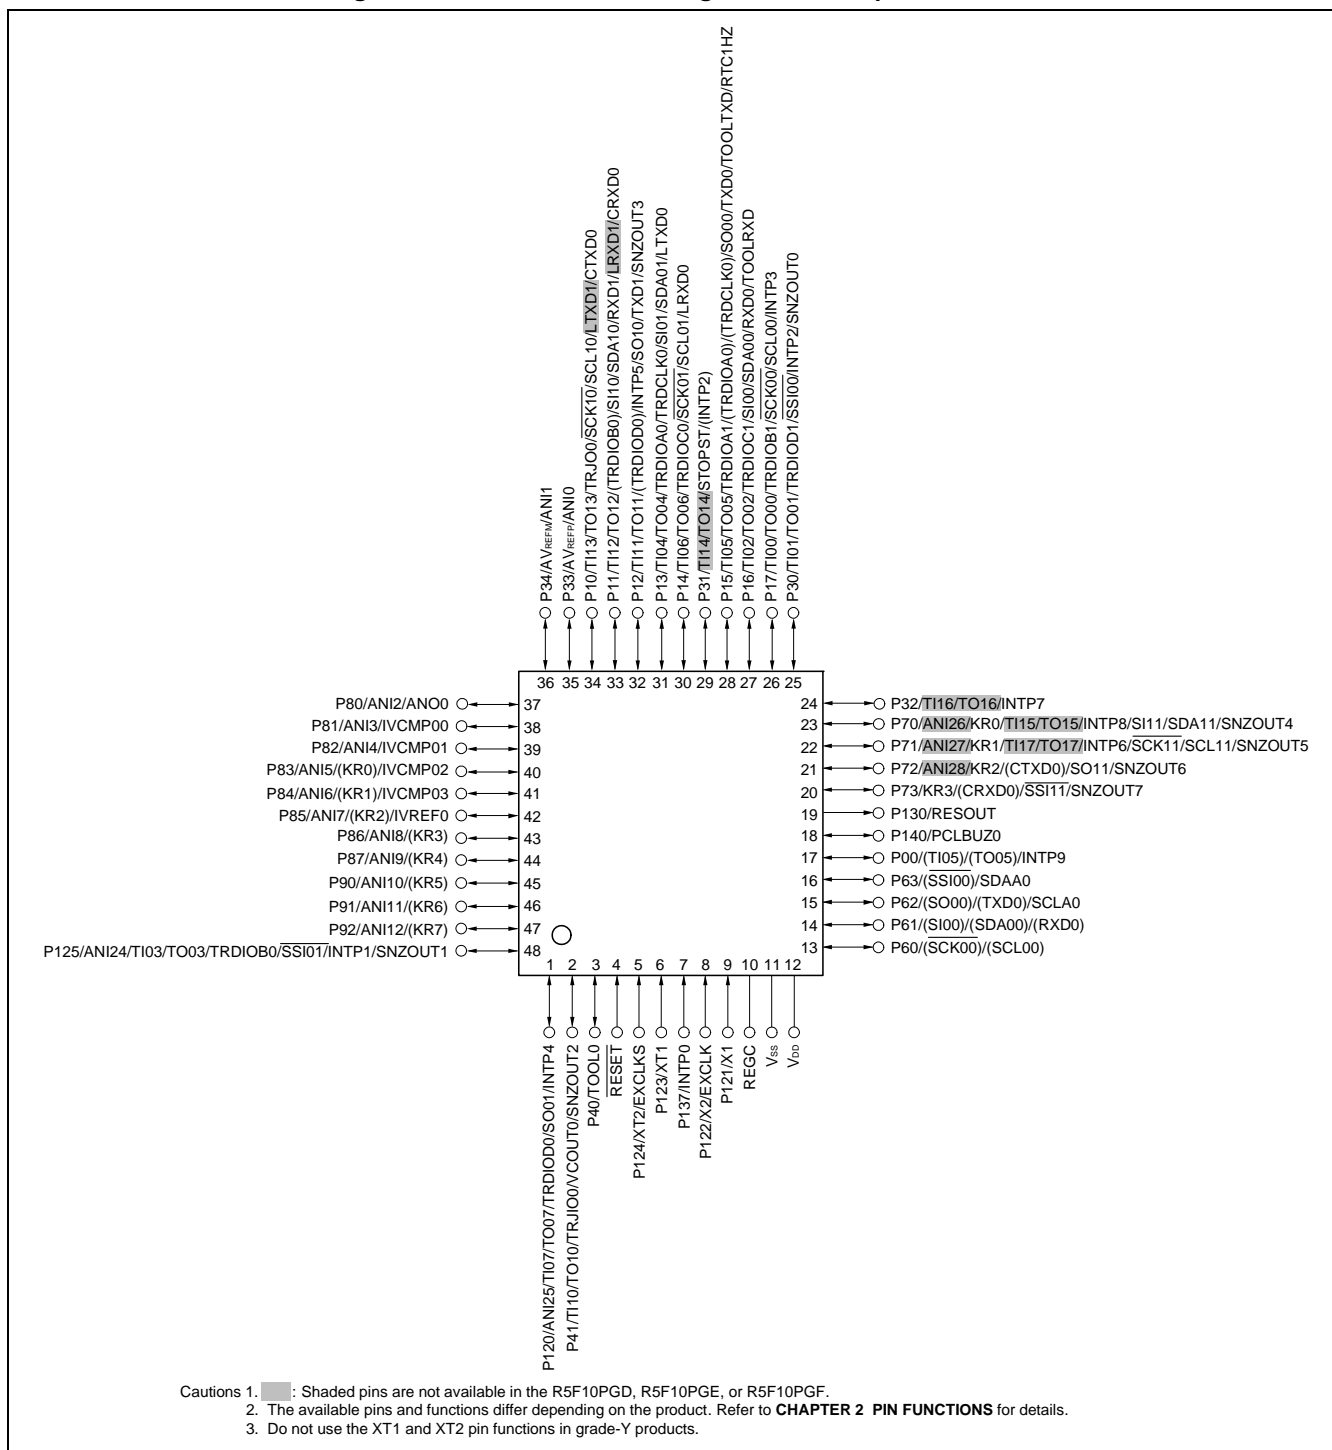 P34/AVREFM/ANI1
P33/AVREFP/ANI0
P10/TI13/TO13/TRJO0/SCK10/SCL10/LTXD1/CTXD0
P11/TI12/TO12/(TRDIOB0)/SI10/SDA10/RXD1/LRXD1/CRXD0
P12/TI11/TO11/(TRDIOD0)/INTP5/SO10/TXD1/SNZOUT3
P13/TI04/TO04/TRDIOA0/TRDCLK0/SI01/SDA01/LTXD0
P14/TI06/TO06/TRDIOC0/SCK01/SCL01/LRXD0
P31/TI14/TO14/STOPST/(INTP2)
P15/TI05/TO05/TRDIOA1/(TRDIOA0)/(TRDCLK0)/SO00/TXD0/TOOLTXD/RTC1HZ
P16/TI02/TO02/TRDIOC1/SI00/SDA00/RXD0/TOOLRXD
P17/TI00/TO00/TRDIOB1/SCK00/SCL00/INTP3
P30/TI01/TO01/TRDIOD1/SSI00/INTP2/SNZOUT0
36 35 34 33 32 31 30 29 28 27 26 25
P80/ANI2/ANO0 37
P81/ANI3/IVCMP00 38
P82/ANI4/IVCMP01 39
P83/ANI5/(KR0)/IVCMP02 40
P84/ANI6/(KR1)/IVCMP03 41
P85/ANI7/(KR2)/IVREF0 42
P86/ANI8/(KR3) 43
P87/ANI9/(KR4) 44
P90/ANI10/(KR5) 45
P91/ANI11/(KR6) 46
P92/ANI12/(KR7) 47
P125/ANI24/TI03/TO03/TRDIOB0/SSI01/INTP1/SNZOUT1 48
24 P32/TI16/TO16/INTP7
23 P70/ANI26/KR0/TI15/TO15/INTP8/SI11/SDA11/SNZOUT4
22 P71/ANI27/KR1/TI17/TO17/INTP6/SCK11/SCL11/SNZOUT5
21 P72/ANI28/KR2/(CTXD0)/SO11/SNZOUT6
20 P73/KR3/(CRXD0)/SSI11/SNZOUT7
19 P130/RESOUT
18 P140/PCLBUZ0
17 P00/(TI05)/(TO05)/INTP9
16 P63/(SSI00)/SDAA0
15 P62/(SO00)/(TXD0)/SCLA0
14 P61/(SI00)/(SDA00)/(RXD0)
13 P60/(SCK00)/(SCL00)
1 2 3 4 5 6 7 8 9 10 11 12
P120/ANI25/TI07/TO07/TRDIOD0/SO01/INTP4
P41/TI10/TO10/TRJIO0/VCOUT0/SNZOUT2
P40/TOOL0
RESET
P124/XT2/EXCLKS
P123/XT1
P137/INTP0
P122/X2/EXCLK
P121/X1
REGC
VSS
VDD
Cautions 1. : Shaded pins are not available in the R5F10PGD, R5F10PGE, or R5F10PGF.
2. The available pins and functions differ depending on the product. Refer to CHAPTER 2 PIN FUNCTIONS for details.
3. Do not use the XT1 and XT2 pin functions in grade-Y products.